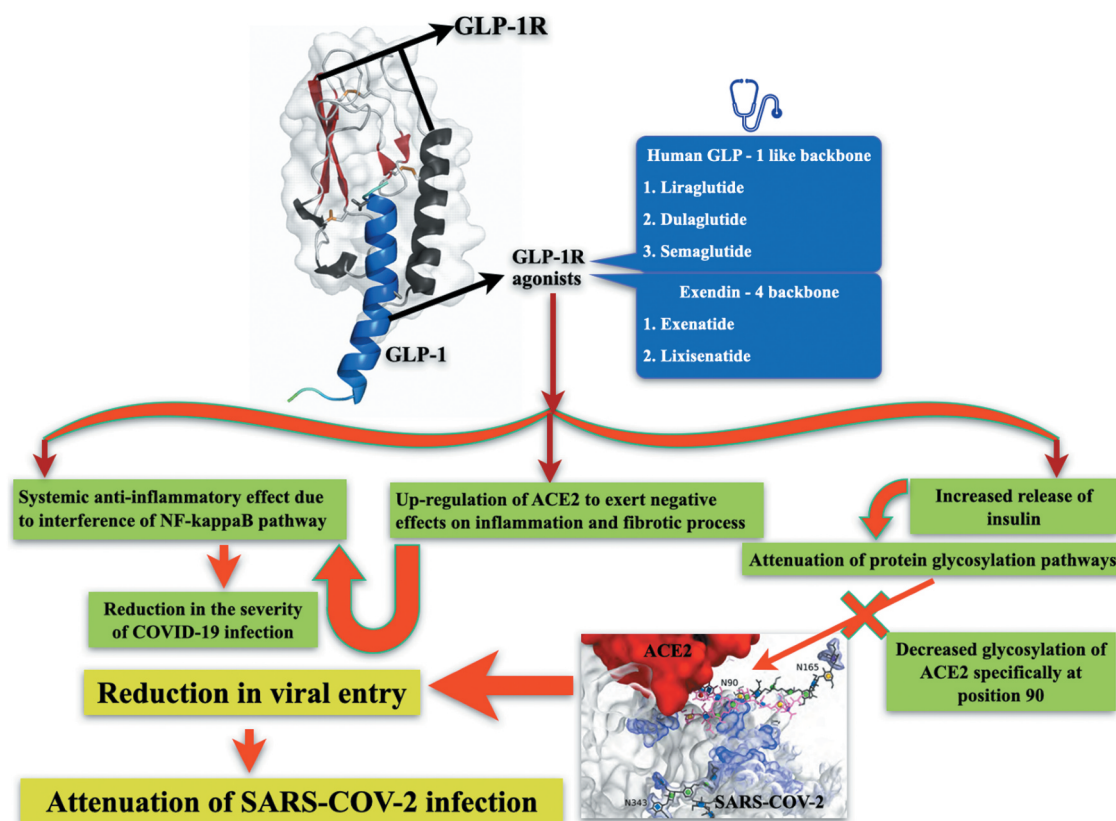 GLP-1R
Human GLP - 1 like backbone
1. Liraglutide
2. Dulaglutide
3. Semaglutide
GLP-1R
agonists
Exendin - 4 backbone
1. Exenatide
2. Lixisenatide
GLP-1
Systemic anti-inflammatory effect due
to interference of NF-kappaB pathway
Up-regulation of ACE2 to exert negative
effects on inflammation and fibrotic process
Increased release of
insulin
Attenuation of protein glycosylation pathways
Reduction in the severity
of COVID-19 infection
Decreased glycosylation of
ACE2 specifically at
position 90
ACE2
N165
N90
N343
SARS-COV-2
Reduction in viral entry
Attenuation of SARS-COV-2 infection